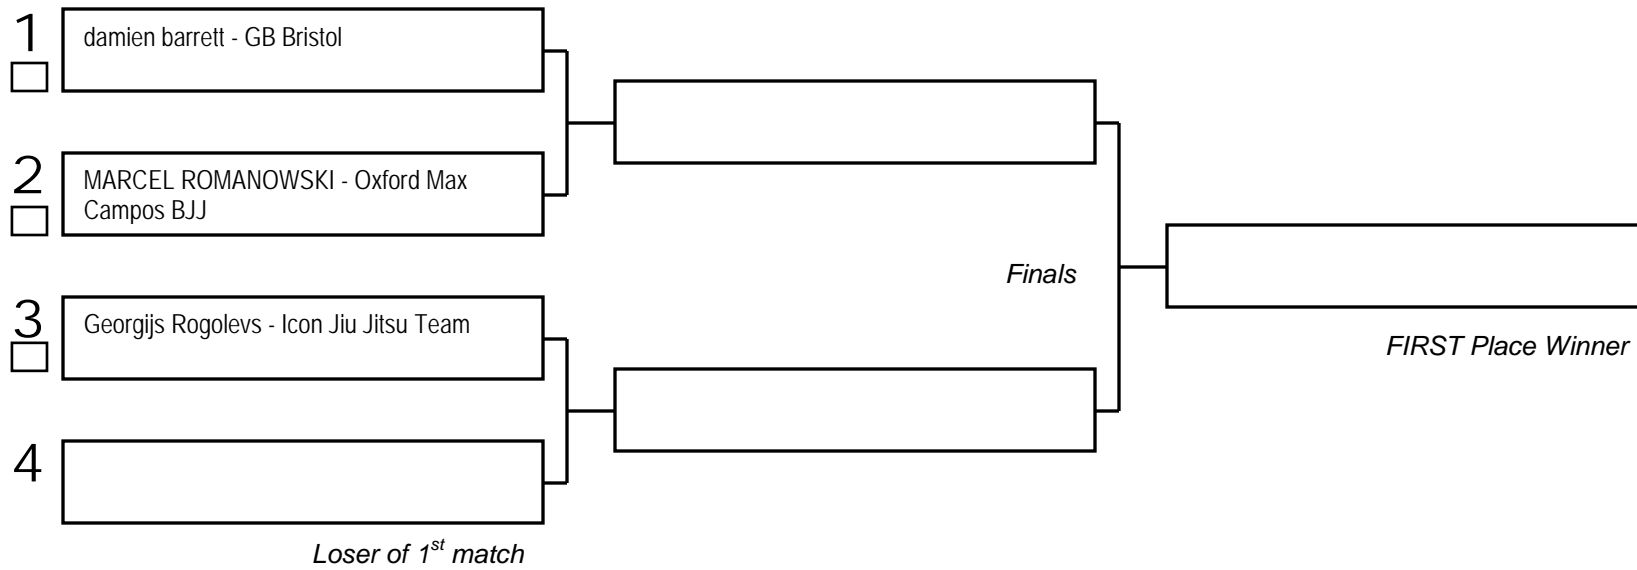 1
damien barrett - GB Bristol
2
MARCEL ROMANOWSKI - Oxford Max
Campos BJJ
Finals
3
Georgijs Rogolevs - Icon Jiu Jitsu Team
FIRST Place Winner
4
Loser of 1st match